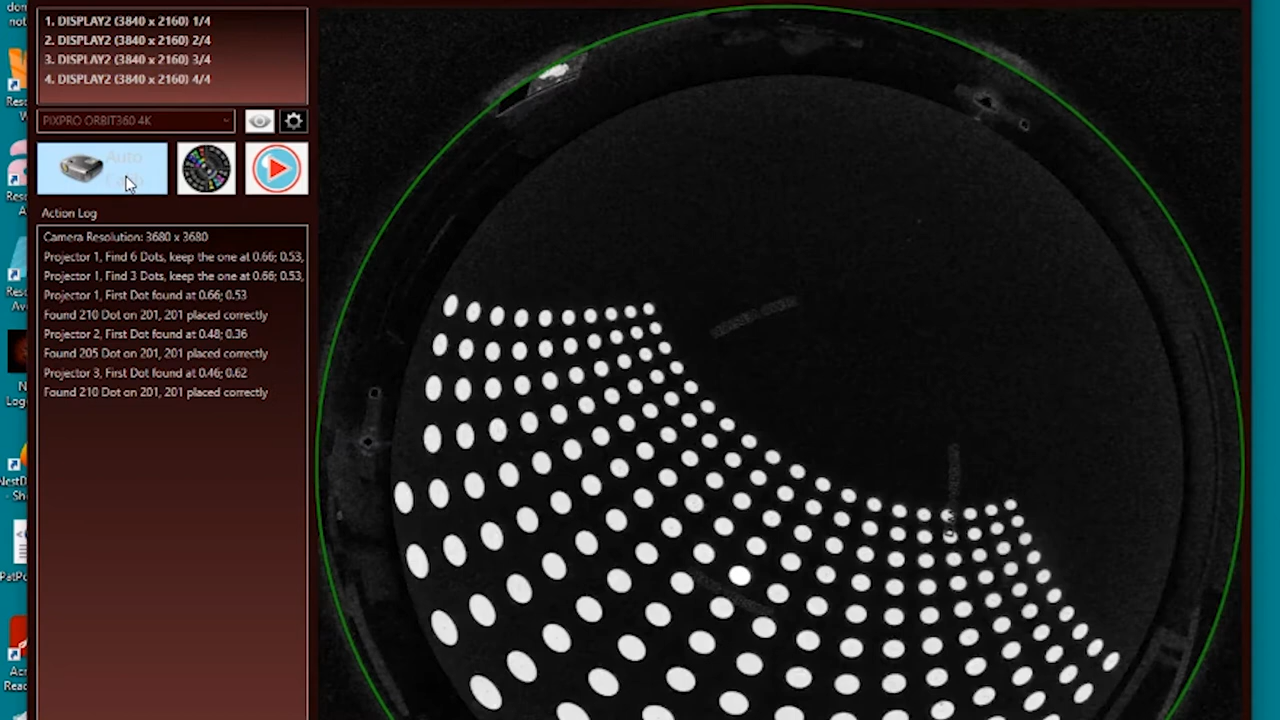 1. DISPLAY2 (3840 x 2160) 1/4
2. DISPLAY2 (3840 x 2160) 2/4
3. DISPLAY2 (3840 x 2160) 3/4
4. DISPLAY2 (3840 x 2160) 4/4
PIXPRO ORBIT360 4K
Auto
Action Log
Camera Resolution: 3680 x 3680
Projector 1, Find 6 Dots, keep the one at 0.66; 0.53,
Projector 1, Find 3 Dots, keep the one at 0.66; 0.53,
Projector 1, First Dot found at 0.66; 0.53
Found 210 Dot on 201, 201 placed correctly
Projector 2, First Dot found at 0.48; 0.36
Found 205 Dot on 201, 201 placed correctly
Projector 3, First Dot found at 0.46; 0.62
Found 210 Dot on 201, 201 placed correctly